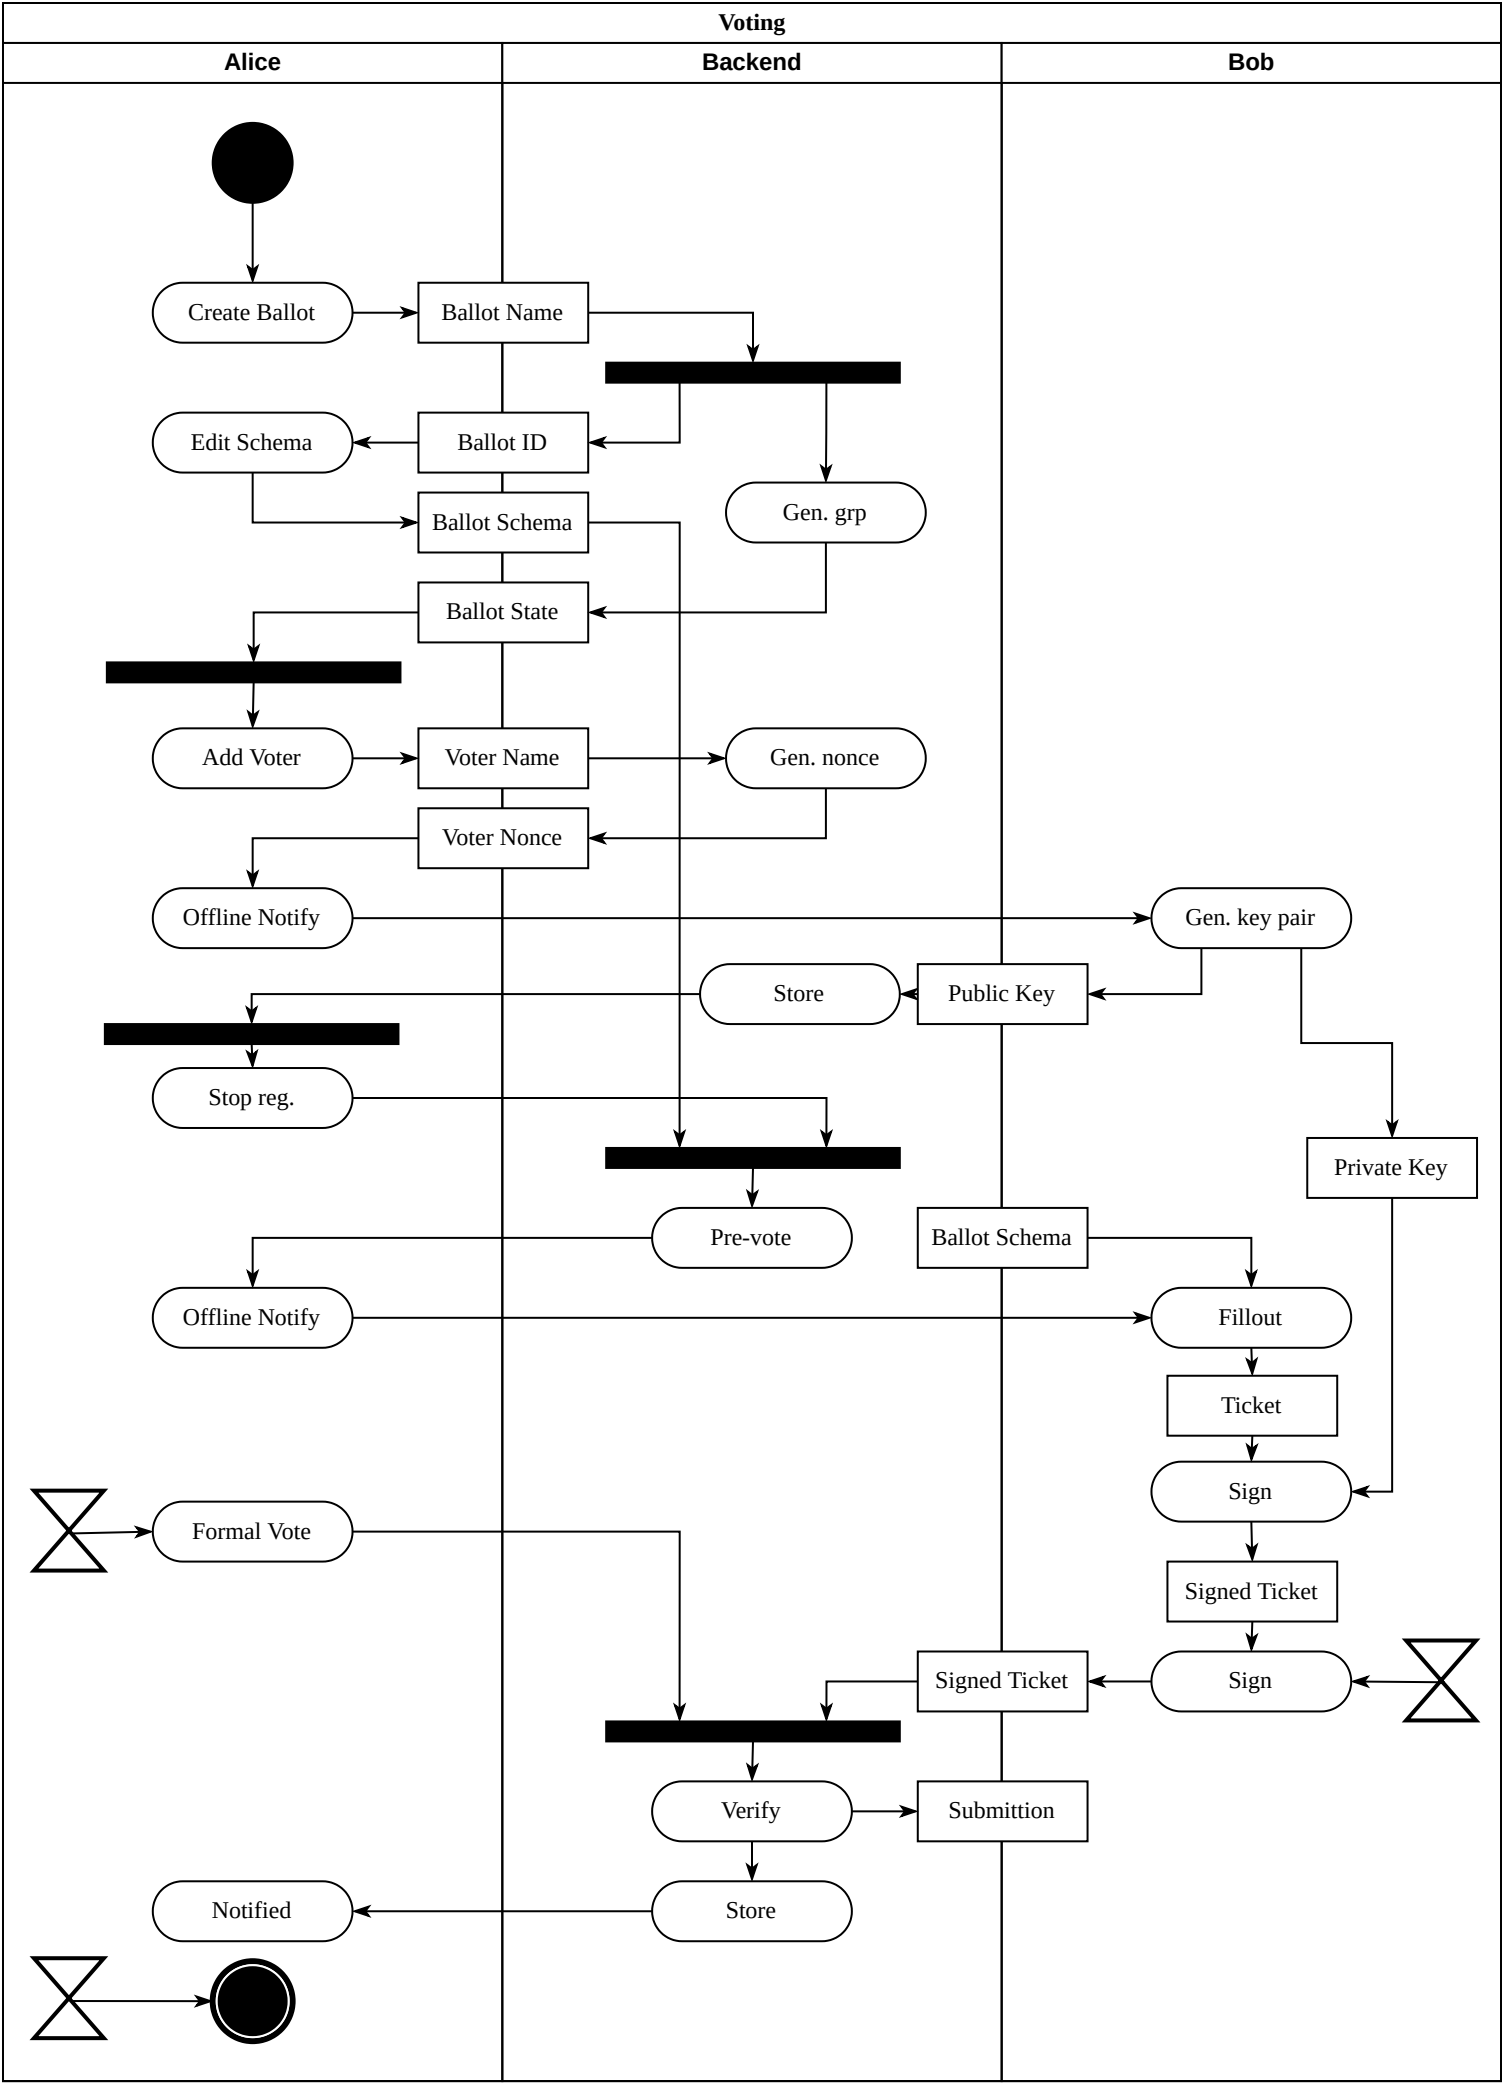 Voting
Alice
Backend
Bob
Create Ballot
Ballot Name
Edit Schema
Ballot ID
Ballot Schema
Gen. grp
Ballot State
Add Voter
Voter Name
Gen. nonce
Voter Nonce
Offline Notify
Gen. key pair
Store
Public Key
Stop reg.
Private Key
Pre-vote
Ballot Schema
Offline Notify
Fillout
Ticket
Sign
Formal Vote
Signed Ticket
Signed Ticket
Sign
Verify
Submittion
Notified
Store